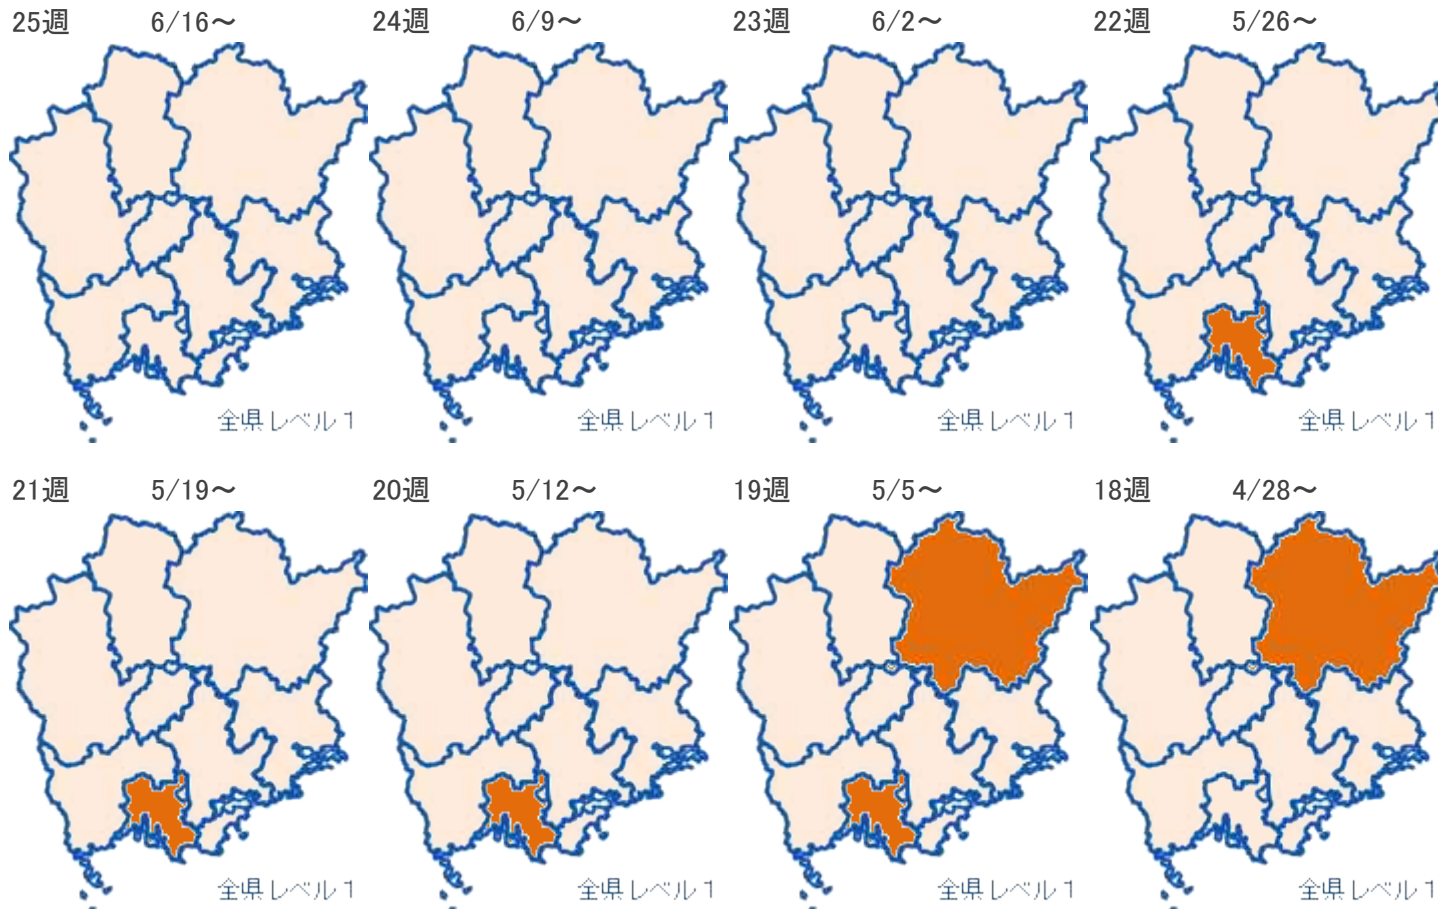 25週 6/16～
24週 6/9～
23週 6/2～
22週 5/26～
全県レベル１
全県レベル１
全県レベル１
全県レベル１
21週 5/19～
20週 5/12～
19週 5/5～
18週 4/28～
全県レベル１
全県レベル１
全県レベル１
全県レベル１